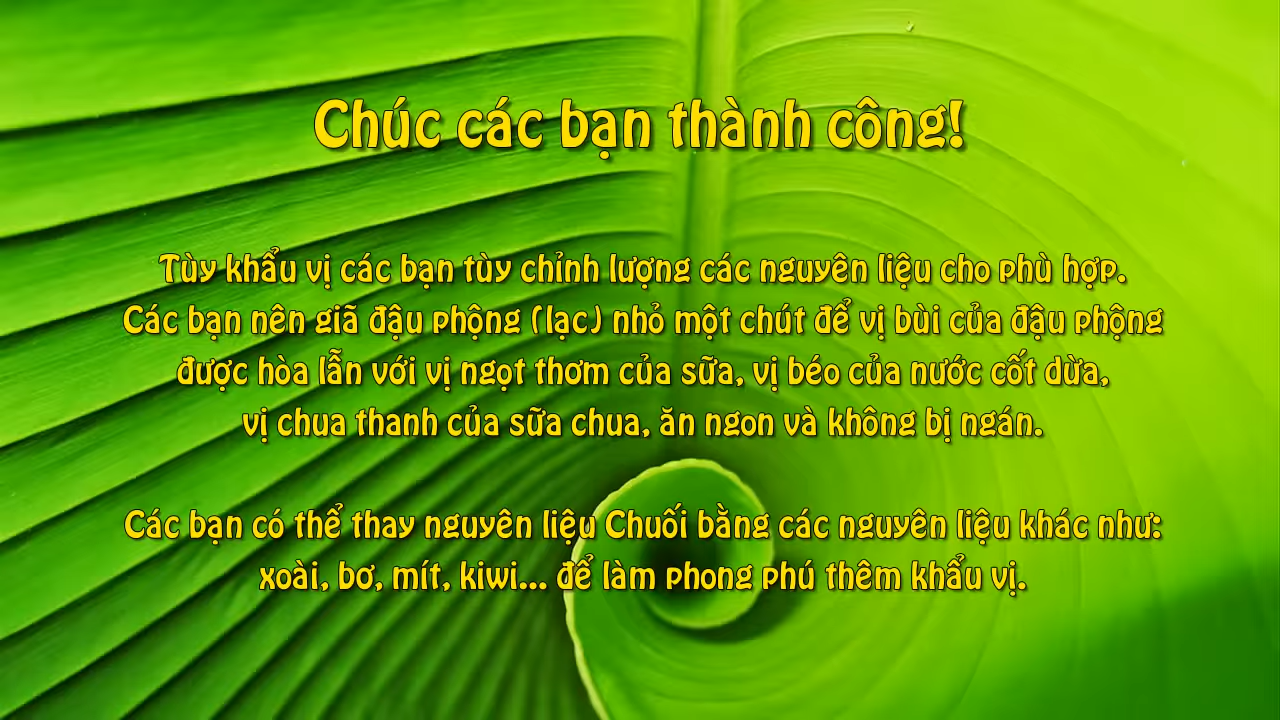 Chúc các bạn thành công!
Tùy khẩu vị các bạn tùy chỉnh lượng các nguyên liệu cho phù hợp.
Các bạn nên giã đậu phộng (lạc) nhỏ một chút để vị bùi của đậu phộng
được hòa lẫn với vị ngọt thơm của sữa, vị béo của nước cốt dừa,
vị chua thanh của sữa chua, ăn ngon và không bị ngán.
Các bạn có thể thay nguyên liệu Chuối bằng các nguyên liệu khác như:
xoài, bơ, mít, kiwi... để làm phong phú thêm khẩu vị.